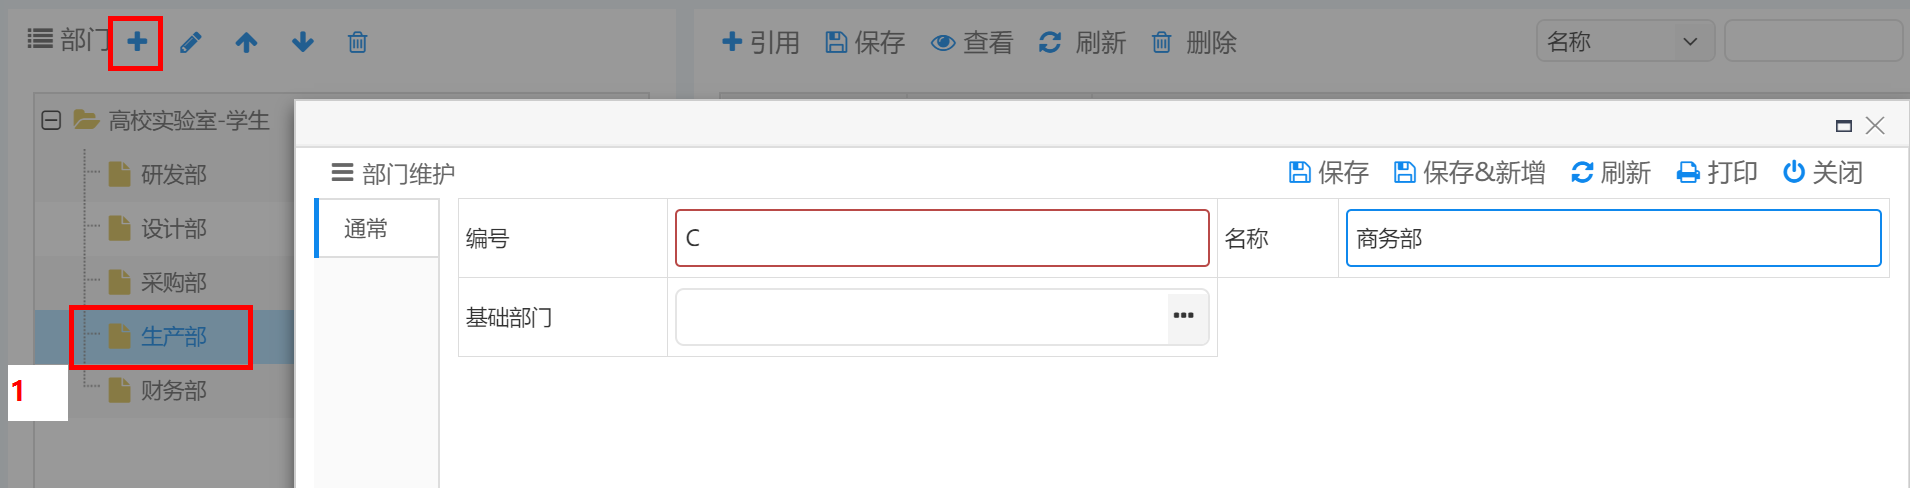 部门
引用 保存 查看 刷新 删除 名称
高校实验室-学生
研发部
设计部
采购部
生产部
财务部
1
部门维护
保存 保存&新增 刷新 打印 关闭
通常
编号 C 名称 商务部
基础部门